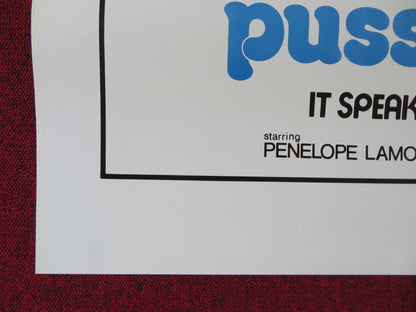 puss
IT SPEAK
starring
PENELOPE LAMO